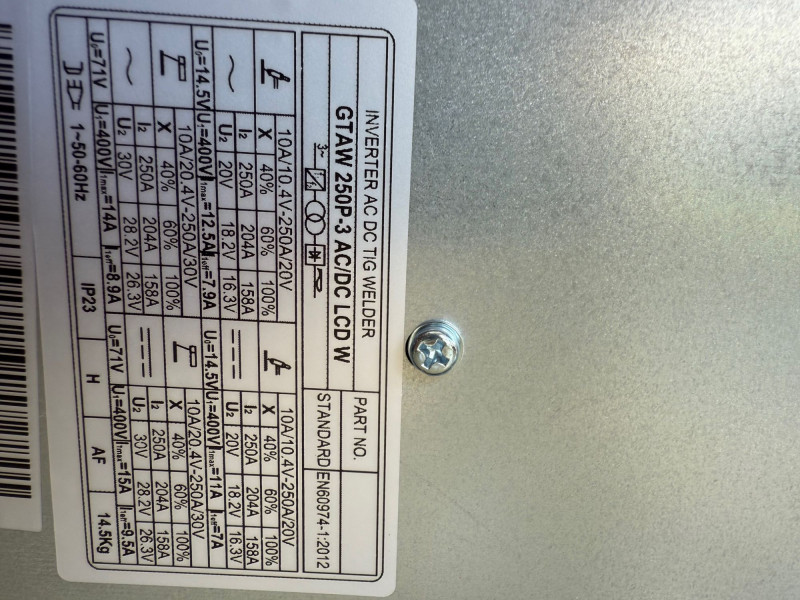 INVERTER AC DC TIG WELDER
PART NO.
GTAW 250P-3 AC/DC LCD W
3~
STANDARD EN60974-1:2012
10A/10.4V-250A/20V
X 40% 60% 100%
I2 250A 204A 158A
U2 20V 18.2V 16.3V
U0=14.5V U1=400V I1max=12.5A I1eff=7.9A
10A/20.4V-250A/30V
X 40% 60% 100%
I2 250A 204A 158A
U2 30V 28.2V 26.3V
U0=71V U1=400V I1max=14A I1eff=8.9A
10A/10.4V-250A/20V
X 40% 60% 100%
I2 250A 204A 158A
U2 20V 18.2V 16.3V
U0=14.5V U1=400V I1max=11A I1eff=7A
10A/20.4V-250A/30V
X 40% 60% 100%
I2 250A 204A 158A
U2 30V 28.2V 26.3V
U0=71V U1=400V I1max=15A I1eff=9.5A
1~50-60Hz IP23 H AF 14.5Kg